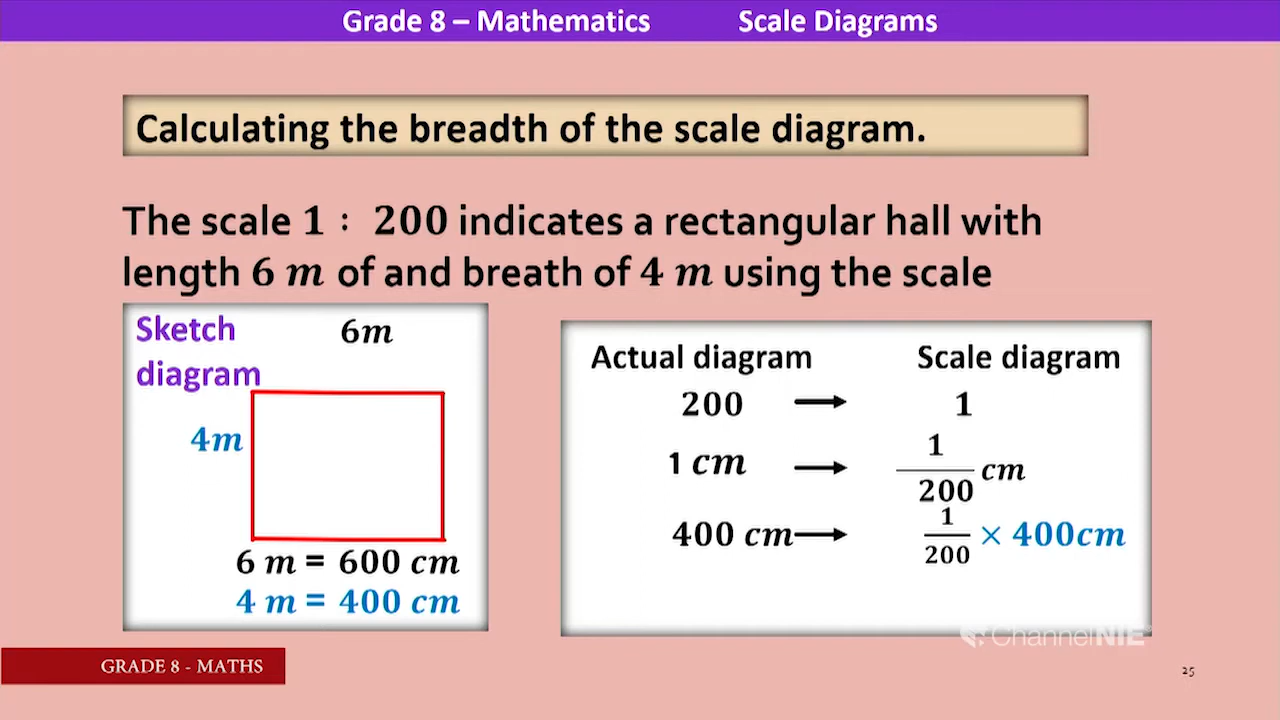 Grade 8 – Mathematics Scale Diagrams
Calculating the breadth of the scale diagram.
The scale 1 : 200 indicates a rectangular hall with
length 6 m of and breath of 4 m using the scale
Sketch
diagram
6m
4m
6 m = 600 cm
4 m = 400 cm
Actual diagram Scale diagram
200 → 1
1 cm → 1/200 cm
400 cm → 1/200 × 400cm
ChannelNIE
GRADE 8 - MATHS
25